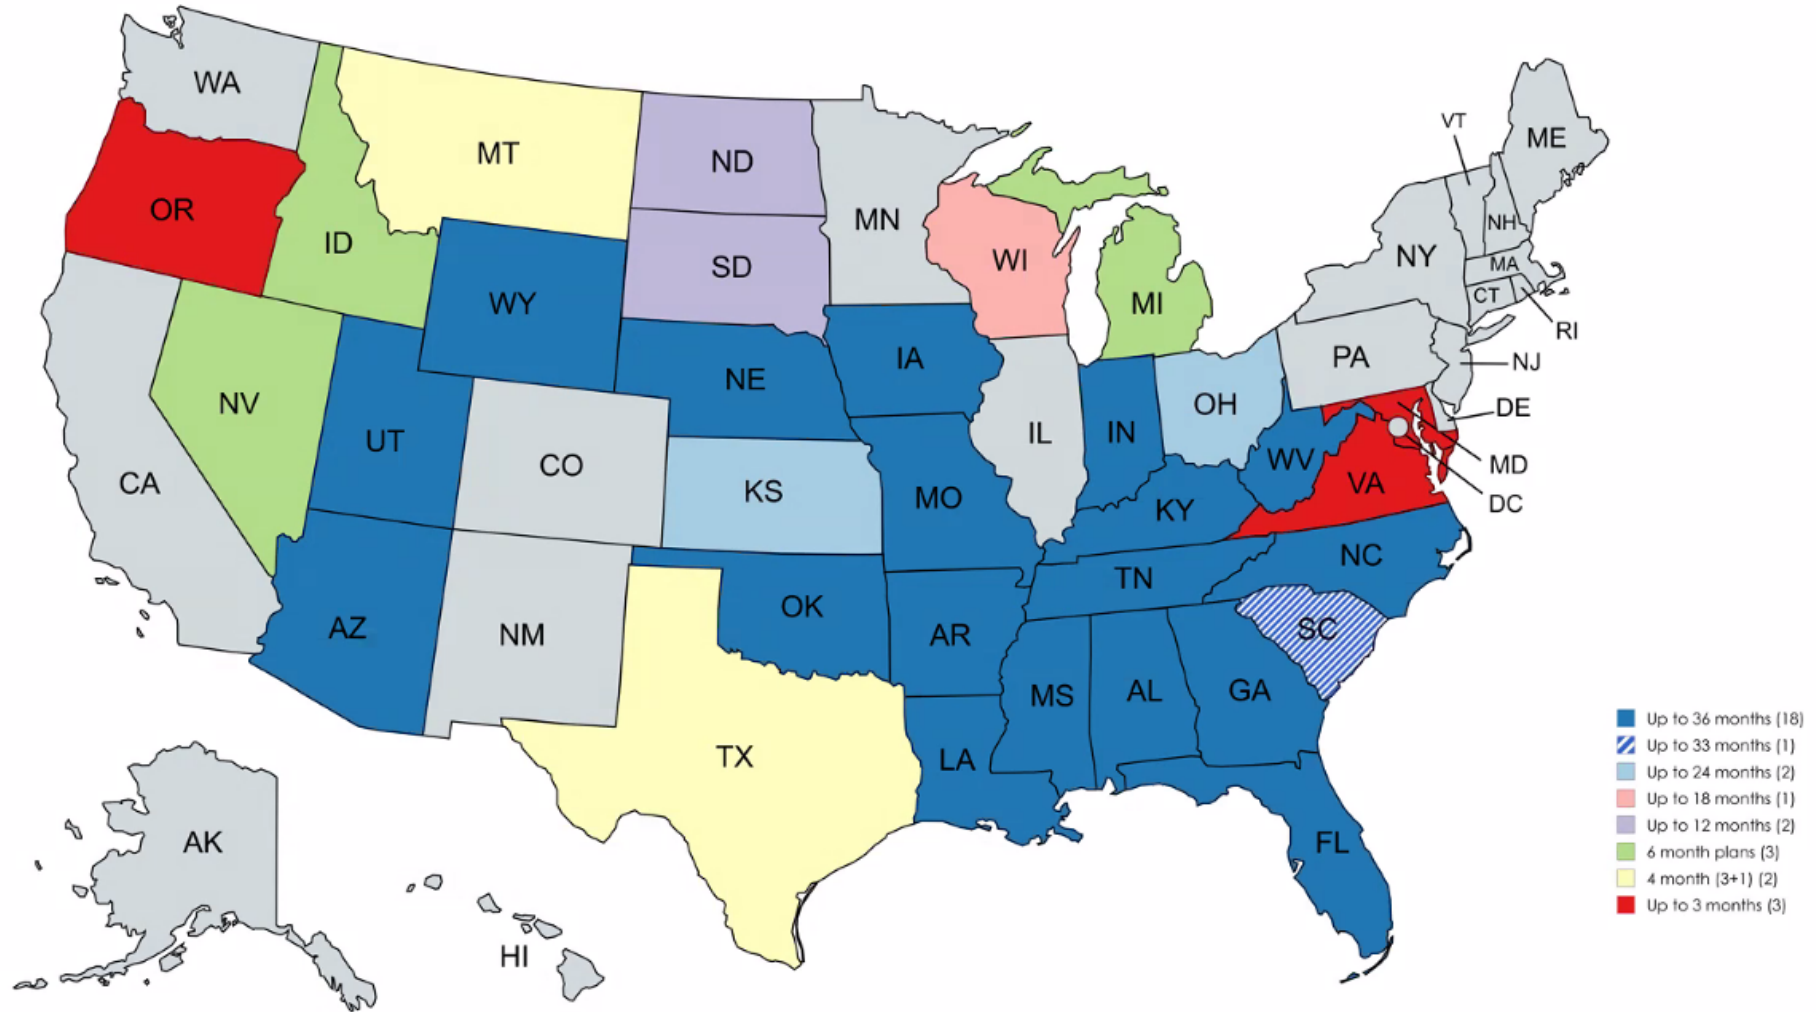 WA
OR
CA
ID
NV
MT
WY
UT
AZ
CO
NM
ND
SD
NE
KS
OK
TX
MN
IA
MO
AR
LA
WI
IL
MI
IN
OH
KY
TN
MS
AL
GA
FL
SC
NC
VA
WV
PA
NY
VT
NH
ME
MA
CT
RI
NJ
DE
MD
DC
AK
HI
Up to 36 months (18)
Up to 33 months (1)
Up to 24 months (2)
Up to 18 months (1)
Up to 12 months (2)
6 month plans (3)
4 month (3+1) (2)
Up to 3 months (3)